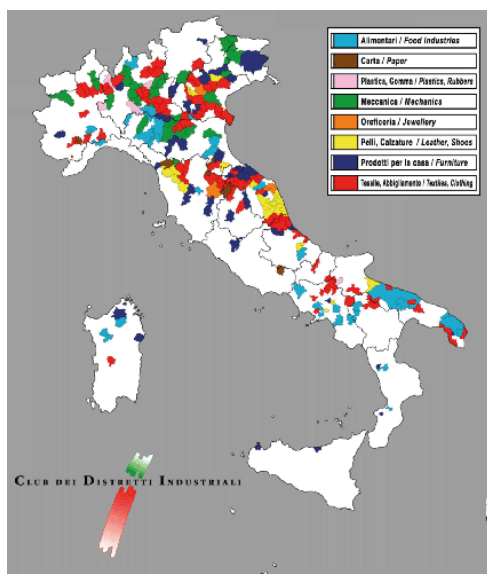 Alimentari / Food Industries
Carta / Paper
Plastica, Gomma / Plastics, Rubbers
Meccanica / Mechanics
Oreficeria / Jewellery
Pelli, Calzature / Leather, Shoes
Prodotti per la casa / Furniture
Tessile, Abbigliamento / Textiles, Clothing
CLUB DEI DISTRETTI INDUSTRIALI